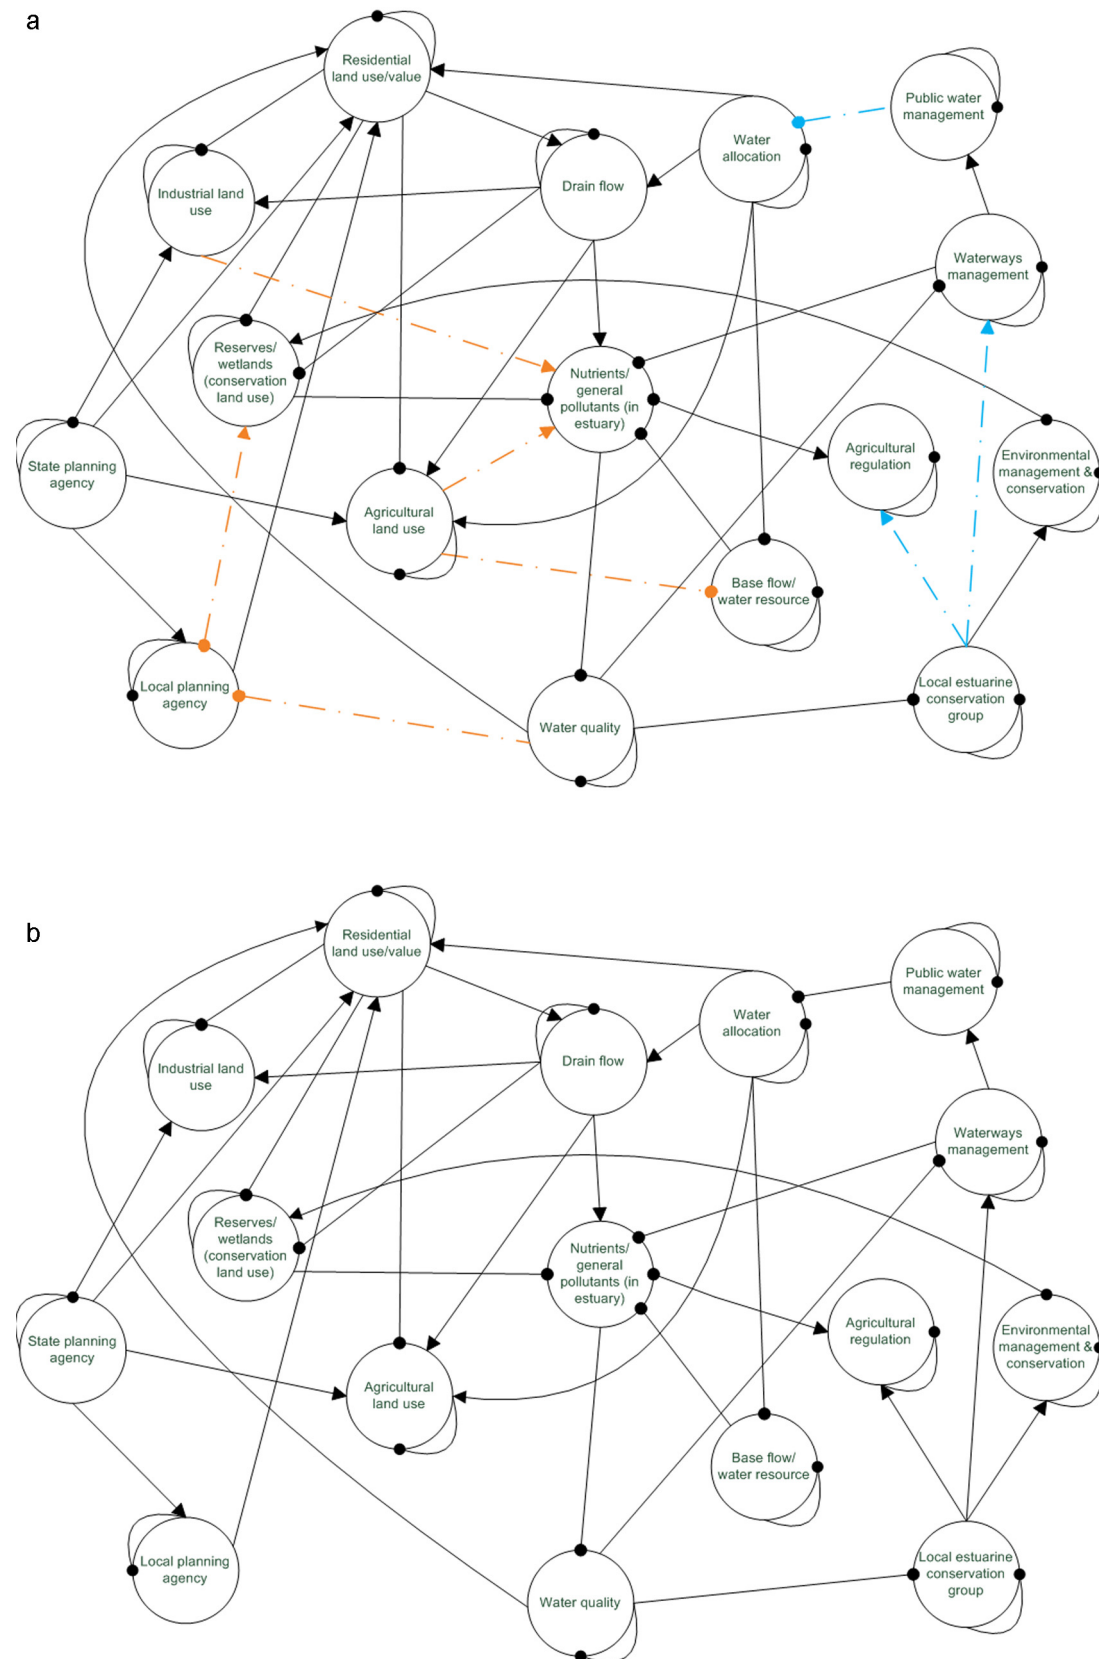 a
Residential
land use/value
Public water
management
Water
allocation
Industrial land
use
Drain flow
Waterways
management
Reserves/
wetlands
(conservation
land use)
Nutrients/
general
pollutants (in
estuary)
State planning
agency
Agricultural
regulation
Environmental
management &
conservation
Agricultural
land use
Base flow/
water resource
Local planning
agency
Water quality
Local estuarine
conservation
group
b
Residential
land use/value
Public water
management
Water
allocation
Industrial land
use
Drain flow
Waterways
management
Reserves/
wetlands
(conservation
land use)
Nutrients/
general
pollutants (in
estuary)
State planning
agency
Agricultural
regulation
Environmental
management &
conservation
Agricultural
land use
Base flow/
water resource
Local planning
agency
Water quality
Local estuarine
conservation
group